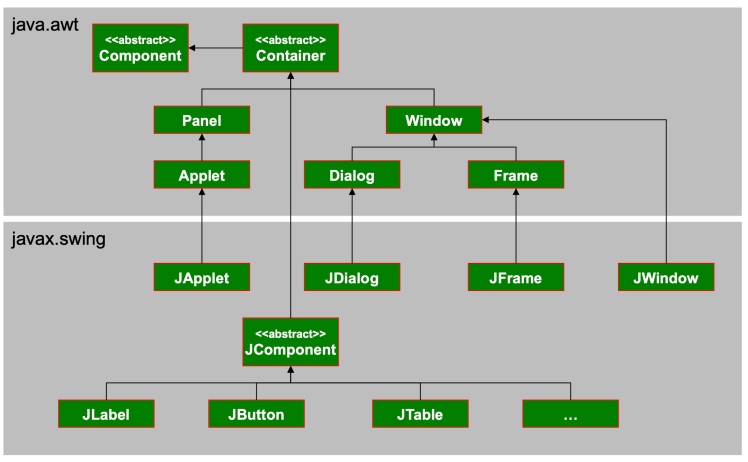 java.awt
<<abstract>>
Component
<<abstract>>
Container
Panel
Window
Applet
Dialog
Frame
javax.swing
JApplet
JDialog
JFrame
JWindow
<<abstract>>
JComponent
JLabel
JButton
JTable
...